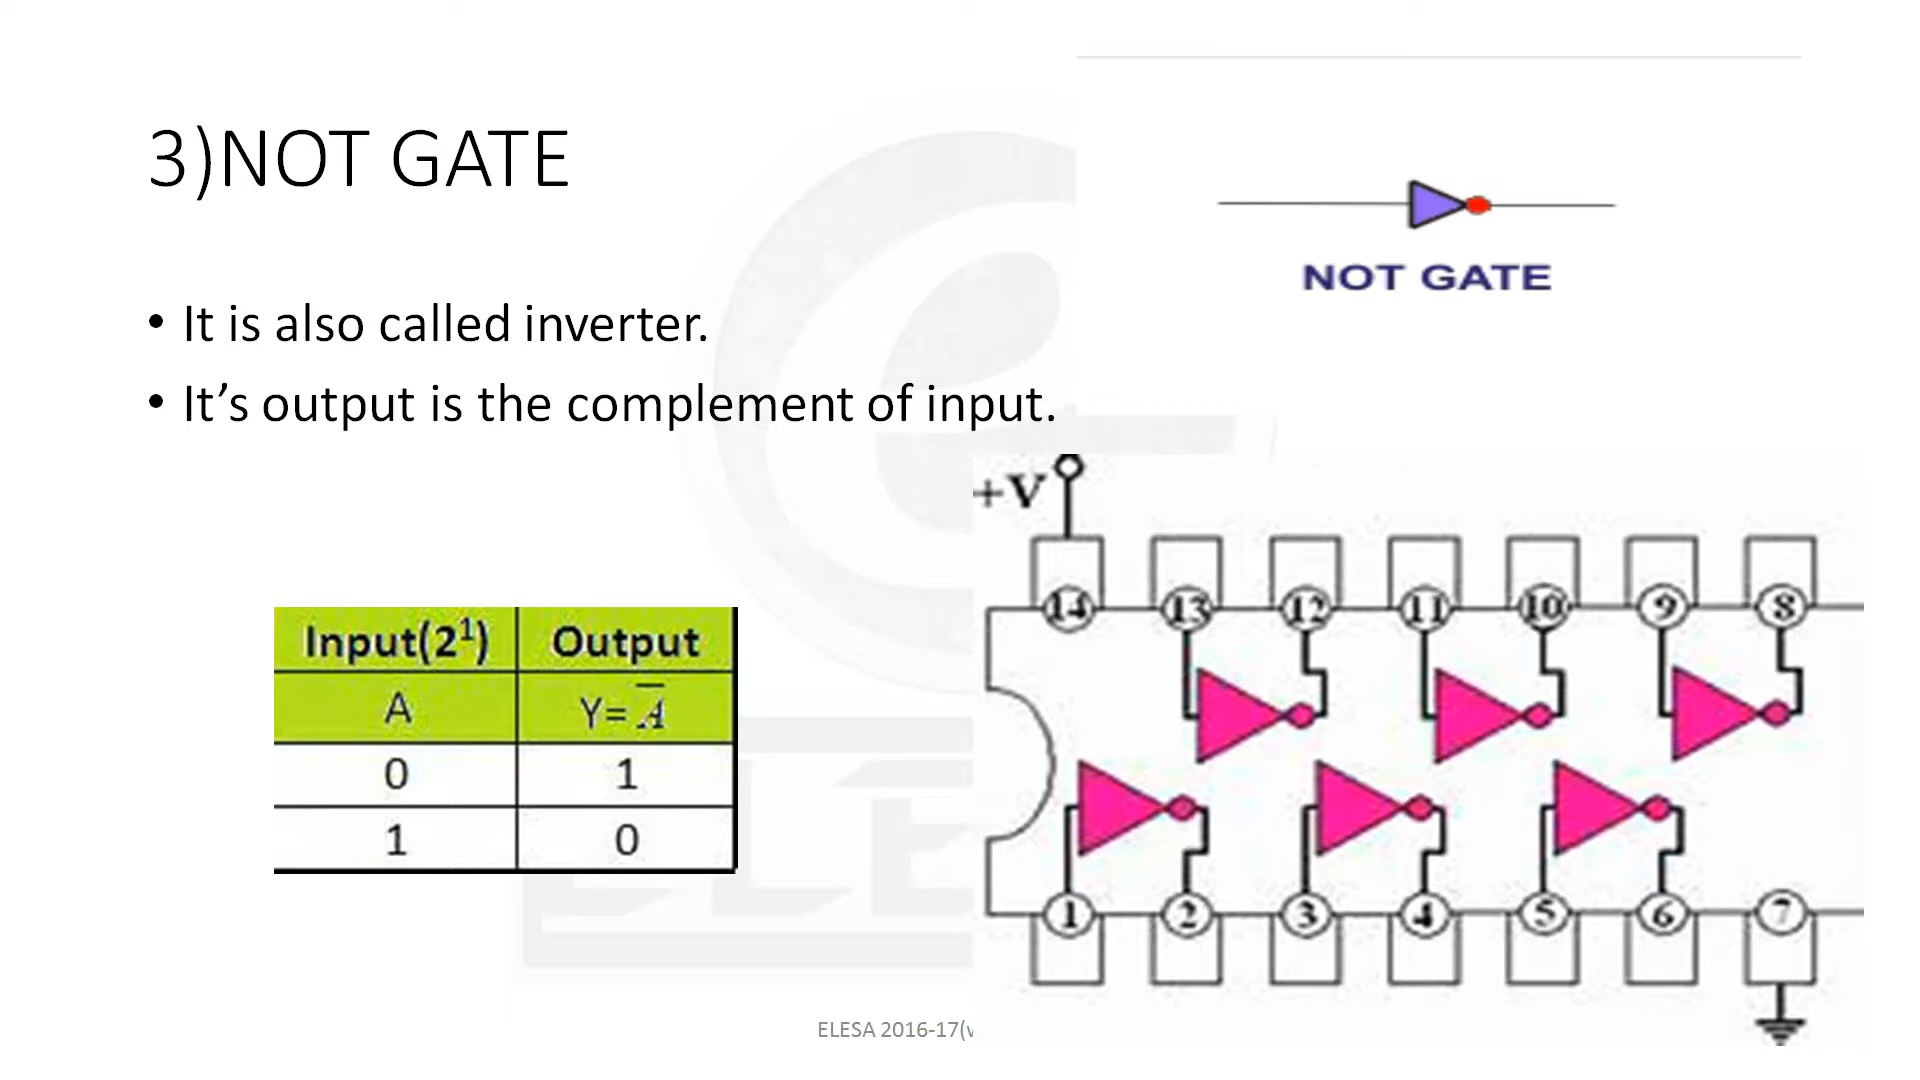 3)NOT GATE
NOT GATE
• It is also called inverter.
• It’s output is the complement of input.
+V
14 13 12 11 10 9 8
1 2 3 4 5 6 7
Input(2¹) Output
A Y= A̅
0 1
1 0
ELESA 2016-17(